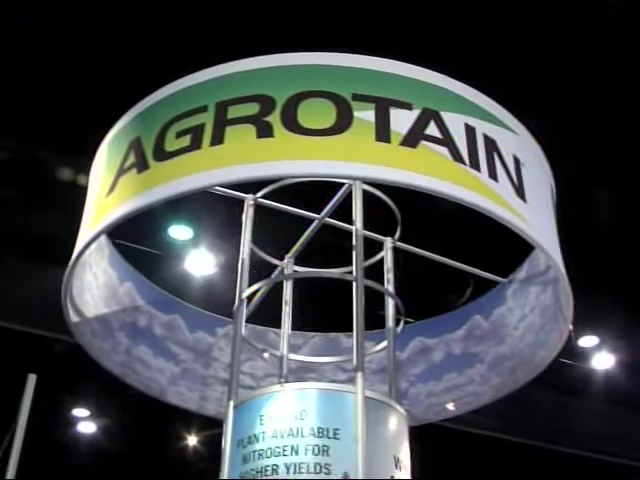 AGROTAIN
PLANT AVAILABLE
NITROGEN FOR
HIGHER YIELDS